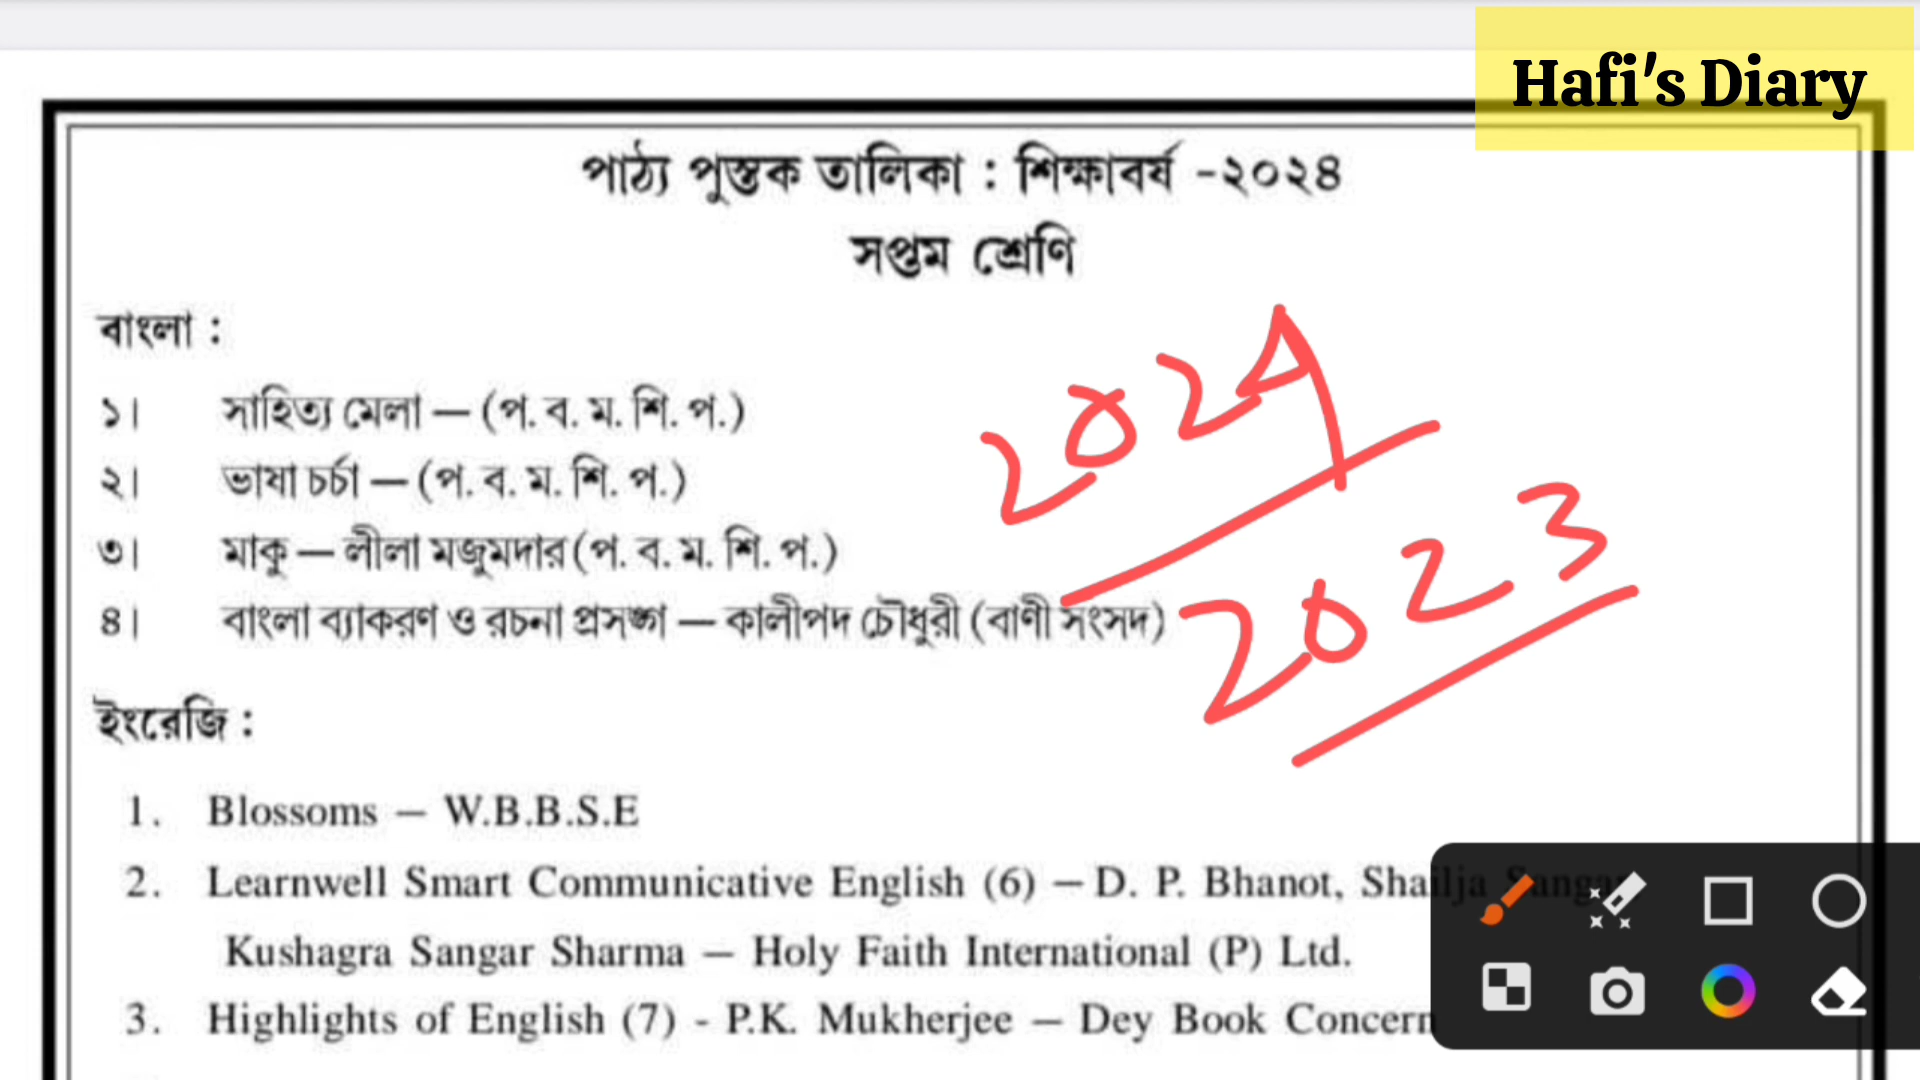 Hafi's Diary
পাঠ্য পুস্তক তালিকা : শিক্ষাবর্ষ -২০২৪
সপ্তম শ্রেণি
বাংলা :
১। সাহিত্য মেলা — (প. ব. ম. শি. প.)
২। ভাষা চর্চা — (প. ব. ম. শি. প.)
৩। মাকু — লীলা মজুমদার (প. ব. ম. শি. প.)
৪। বাংলা ব্যাকরণ ও রচনা প্রসঙ্গ — কালীপদ চৌধুরী (বাণী সংসদ)
2024
2023
ইংরেজি :
1. Blossoms — W.B.B.S.E
2. Learnwell Smart Communicative English (6) — D. P. Bhanot, Shailja Sangar
Kushagra Sangar Sharma — Holy Faith International (P) Ltd.
3. Highlights of English (7) - P.K. Mukherjee — Dey Book Concern